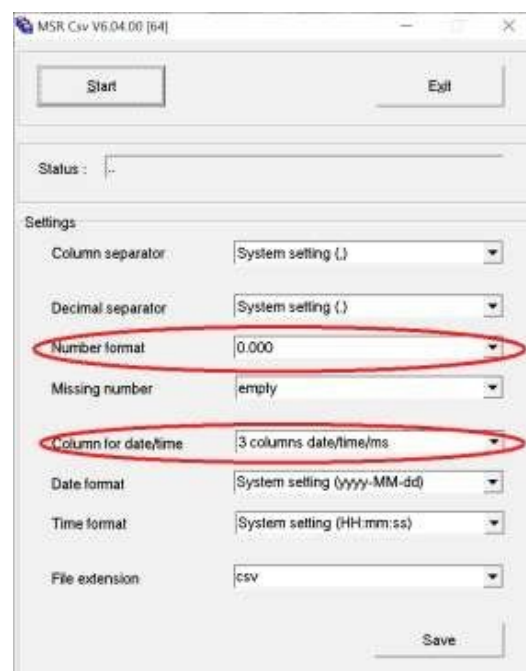 MSR Csv V6.04.00 [64]
Start Exit
Status : ..
Settings
Column separator System setting (,)
Decimal separator System setting (.)
Number format 0.000
Missing number empty
Column for date/time 3 columns date/time/ms
Date format System setting (yyyy-MM-dd)
Time format System setting (HH:mm:ss)
File extension csv
Save